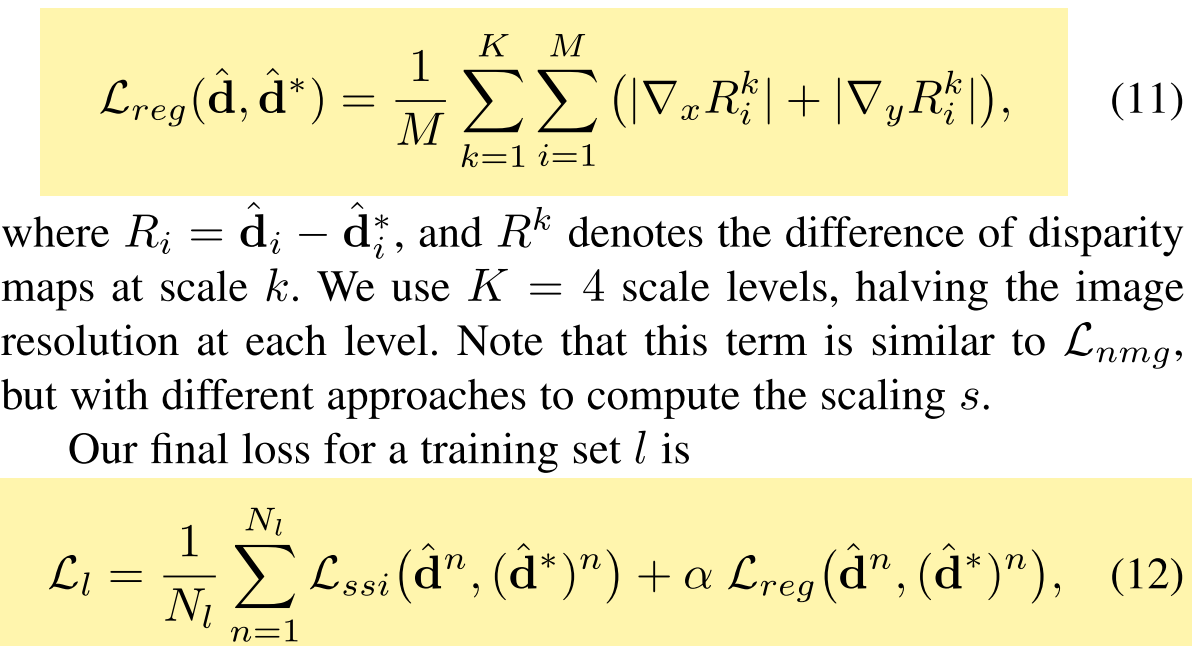 $\mathcal{L}_{reg}(\hat{\mathbf{d}}, \hat{\mathbf{d}}^*) = \frac{1}{M} \sum_{k=1}^{K} \sum_{i=1}^{M} \left( |\nabla_x R_i^k| + |\nabla_y R_i^k| \right),$ (11)
where $R_i = \hat{\mathbf{d}}_i - \hat{\mathbf{d}}_i^*$, and $R^k$ denotes the difference of disparity
maps at scale $k$. We use $K = 4$ scale levels, halving the image
resolution at each level. Note that this term is similar to $\mathcal{L}_{nmg}$,
but with different approaches to compute the scaling $s$.
Our final loss for a training set $l$ is
$\mathcal{L}_l = \frac{1}{N_l} \sum_{n=1}^{N_l} \mathcal{L}_{ssi}\left(\hat{\mathbf{d}}^n, (\hat{\mathbf{d}}^*)^n\right) + \alpha \, \mathcal{L}_{reg}\left(\hat{\mathbf{d}}^n, (\hat{\mathbf{d}}^*)^n\right),$ (12)